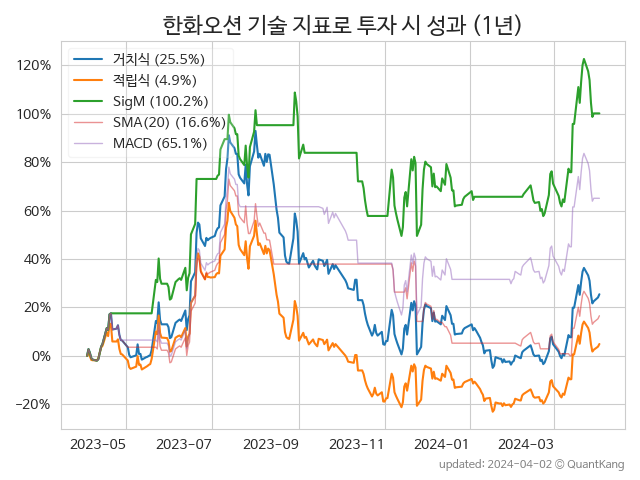 한화오션 기술 지표로 투자 시 성과 (1년)
거치식 (25.5%)
적립식 (4.9%)
SigM (100.2%)
SMA(20) (16.6%)
MACD (65.1%)
120%
100%
80%
60%
40%
20%
0%
−20%
2023-05 2023-07 2023-09 2023-11 2024-01 2024-03
updated: 2024-04-02 © QuantKang